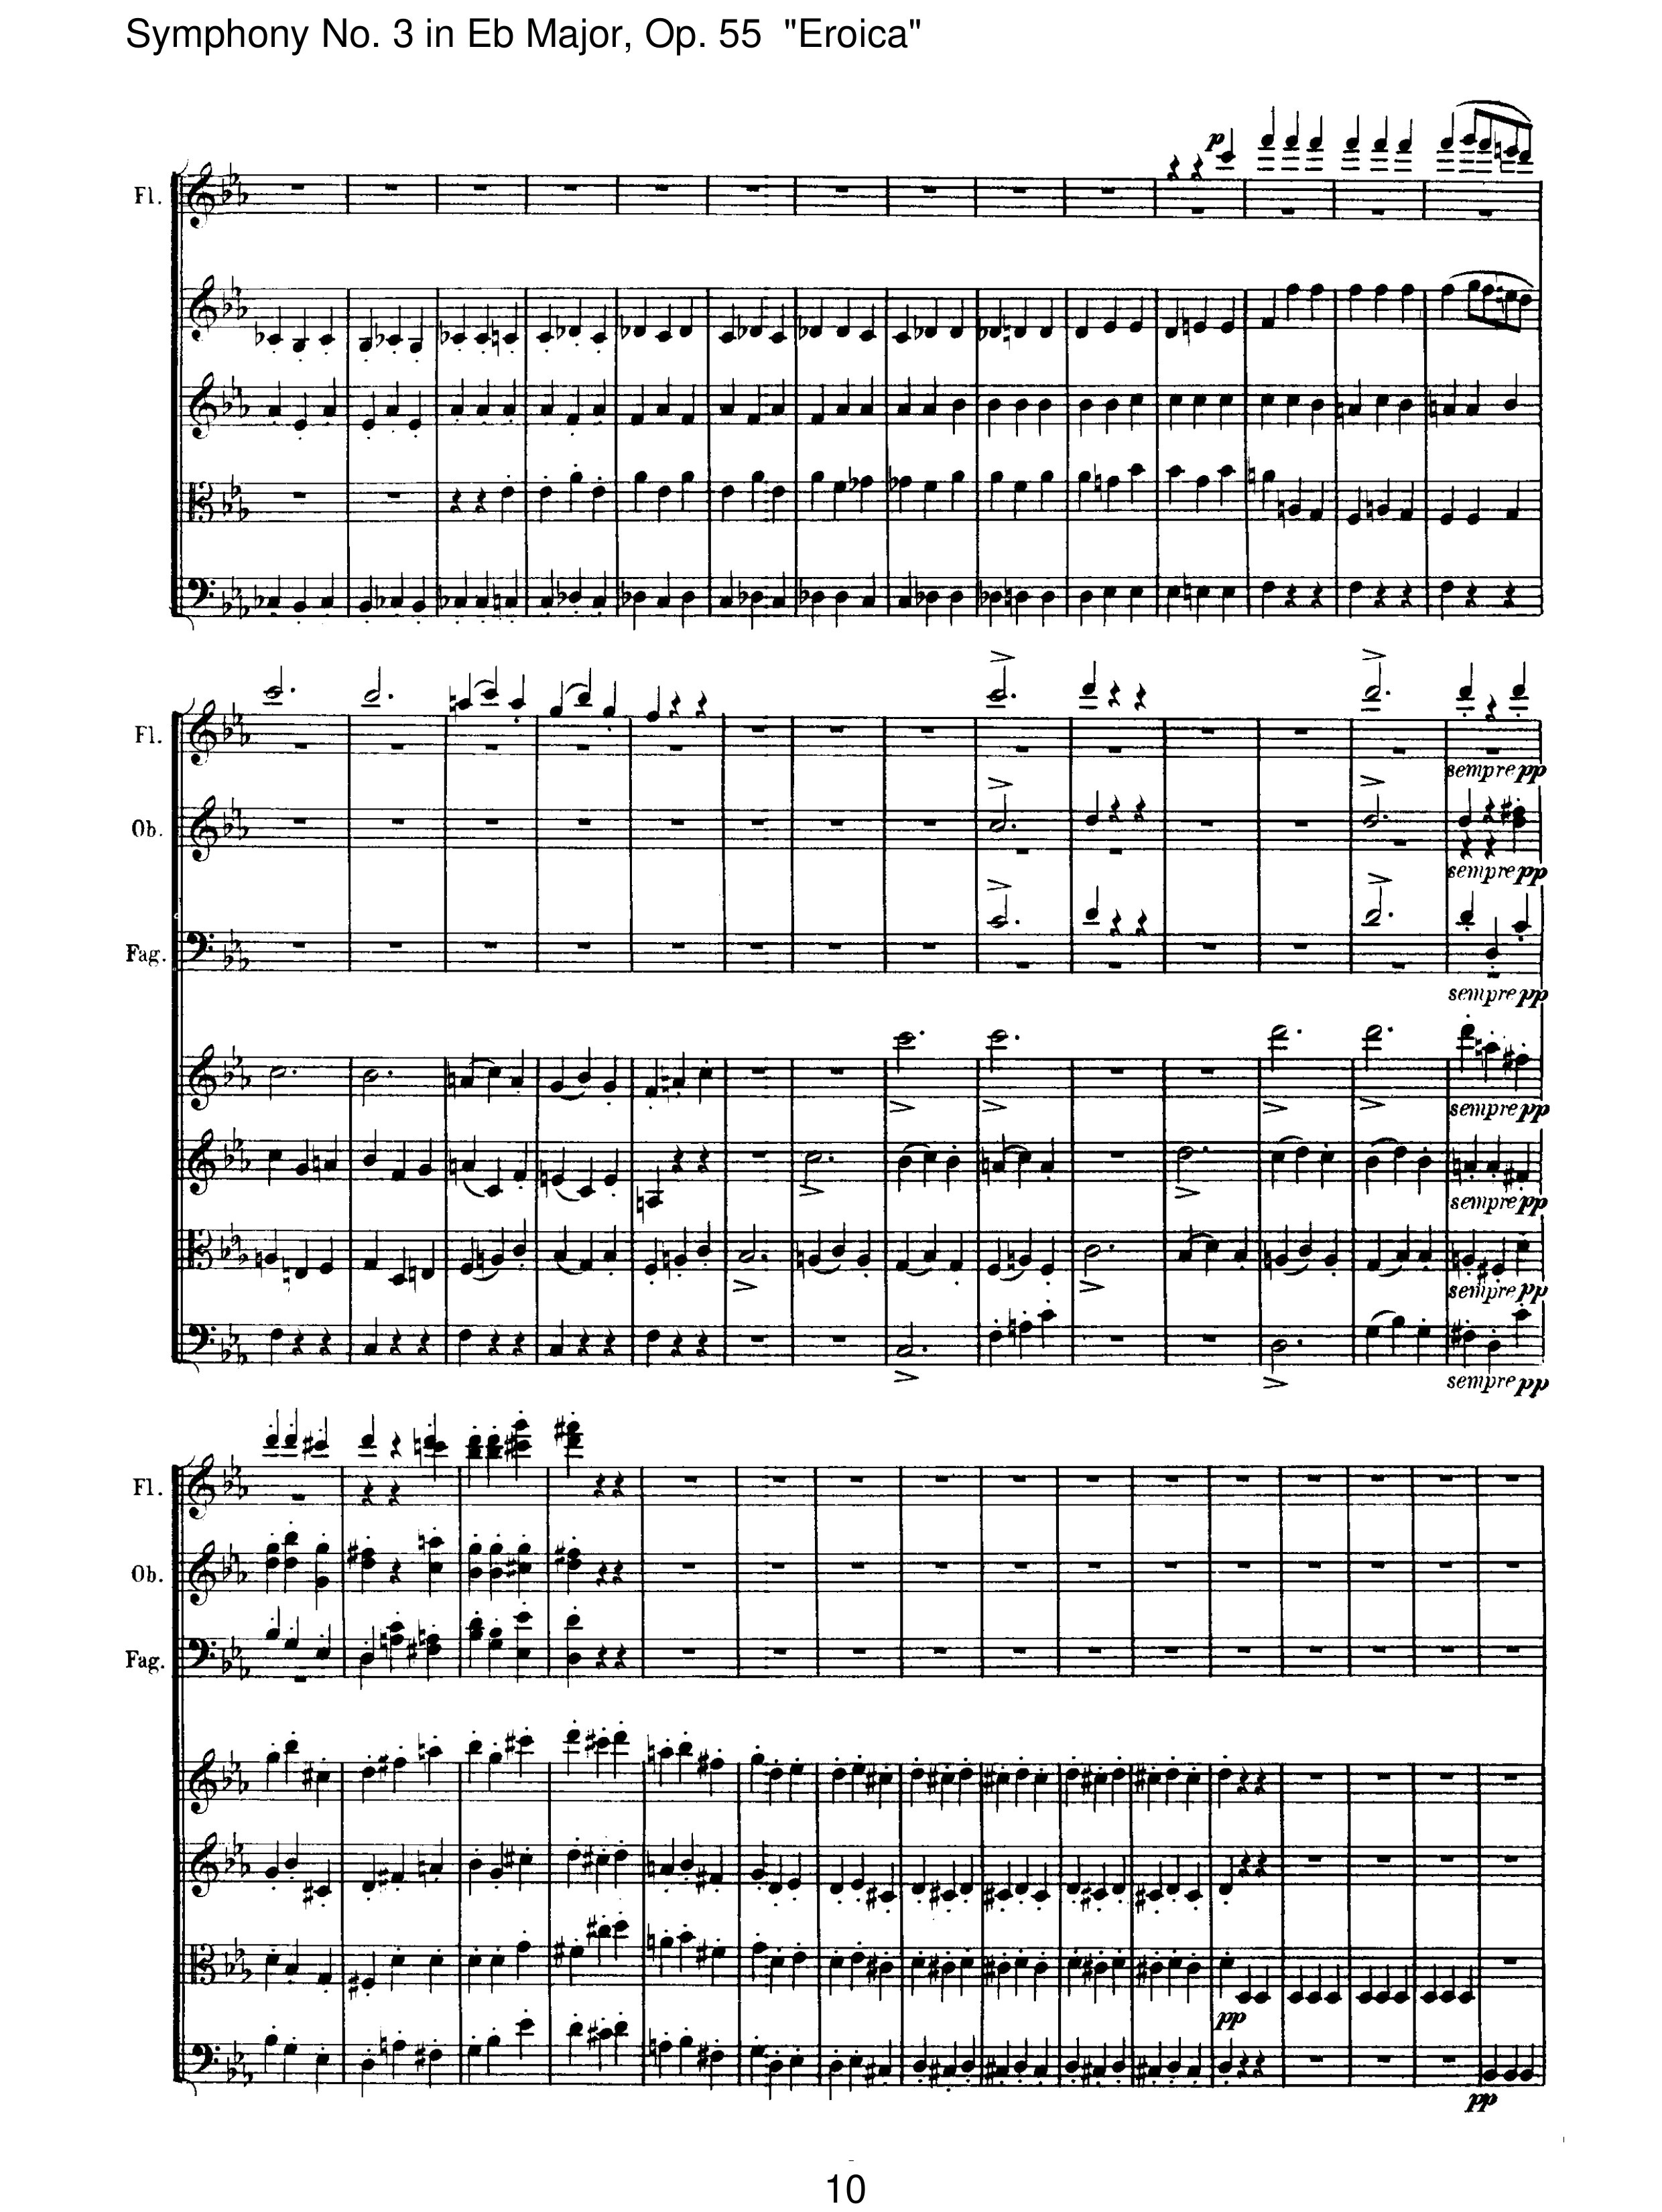 Symphony No. 3 in Eb Major, Op. 55 "Eroica"
p
Fl.
Fl.
sempre pp
Ob.
sempre pp
Fag.
sempre pp
sempre pp
sempre pp
sempre pp
sempre pp
Fl.
Ob.
Fag.
pp
pp
10